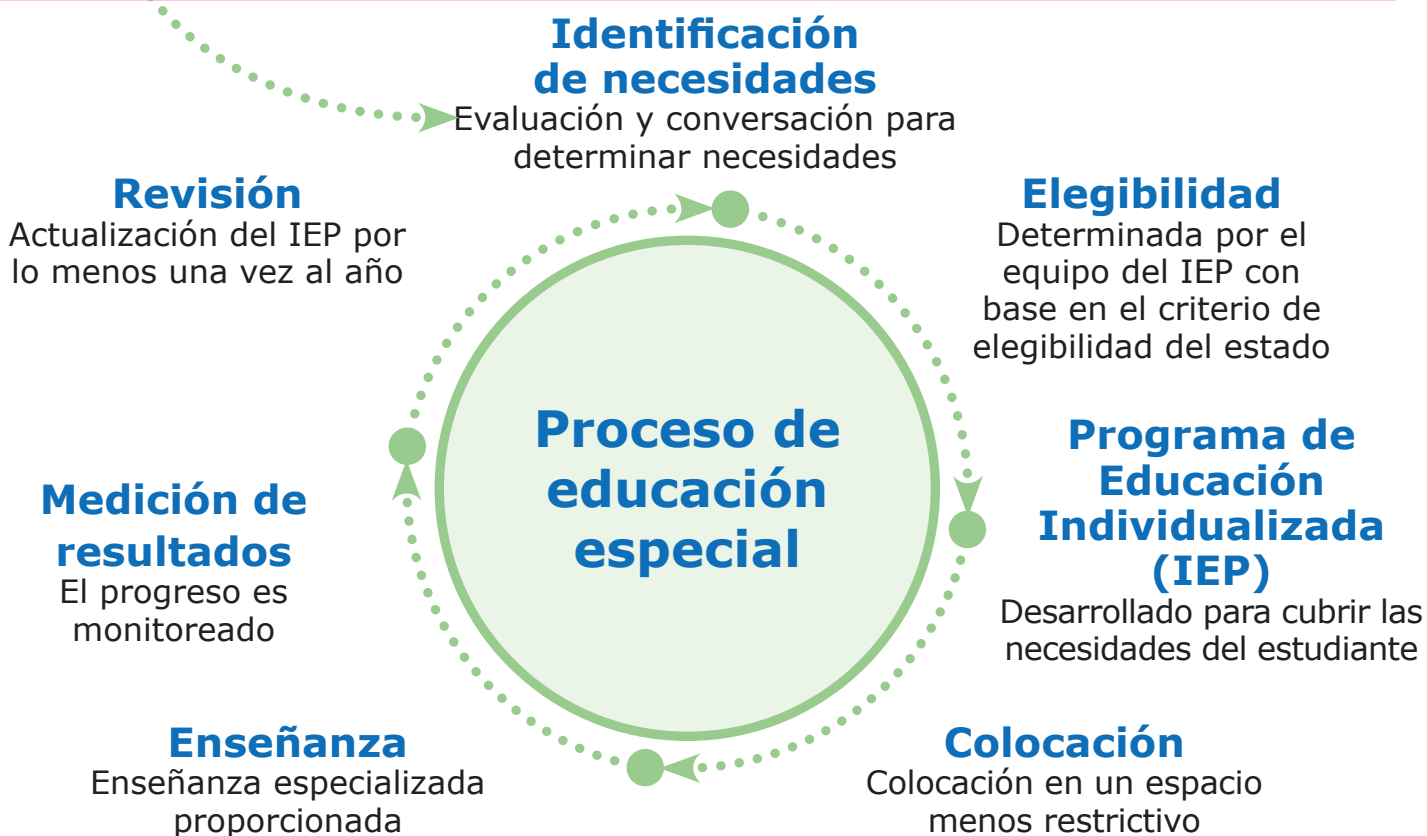 Identificación
de necesidades
Evaluación y conversación para
determinar necesidades
Elegibilidad
Determinada por el
equipo del IEP con
base en el criterio de
elegibilidad del estado
Programa de
Educación
Individualizada
(IEP)
Desarrollado para cubrir las
necesidades del estudiante
Colocación
Colocación en un espacio
menos restrictivo
Enseñanza
Enseñanza especializada
proporcionada
Medición de
resultados
El progreso es
monitoreado
Revisión
Actualización del IEP por
lo menos una vez al año
Proceso de
educación
especial